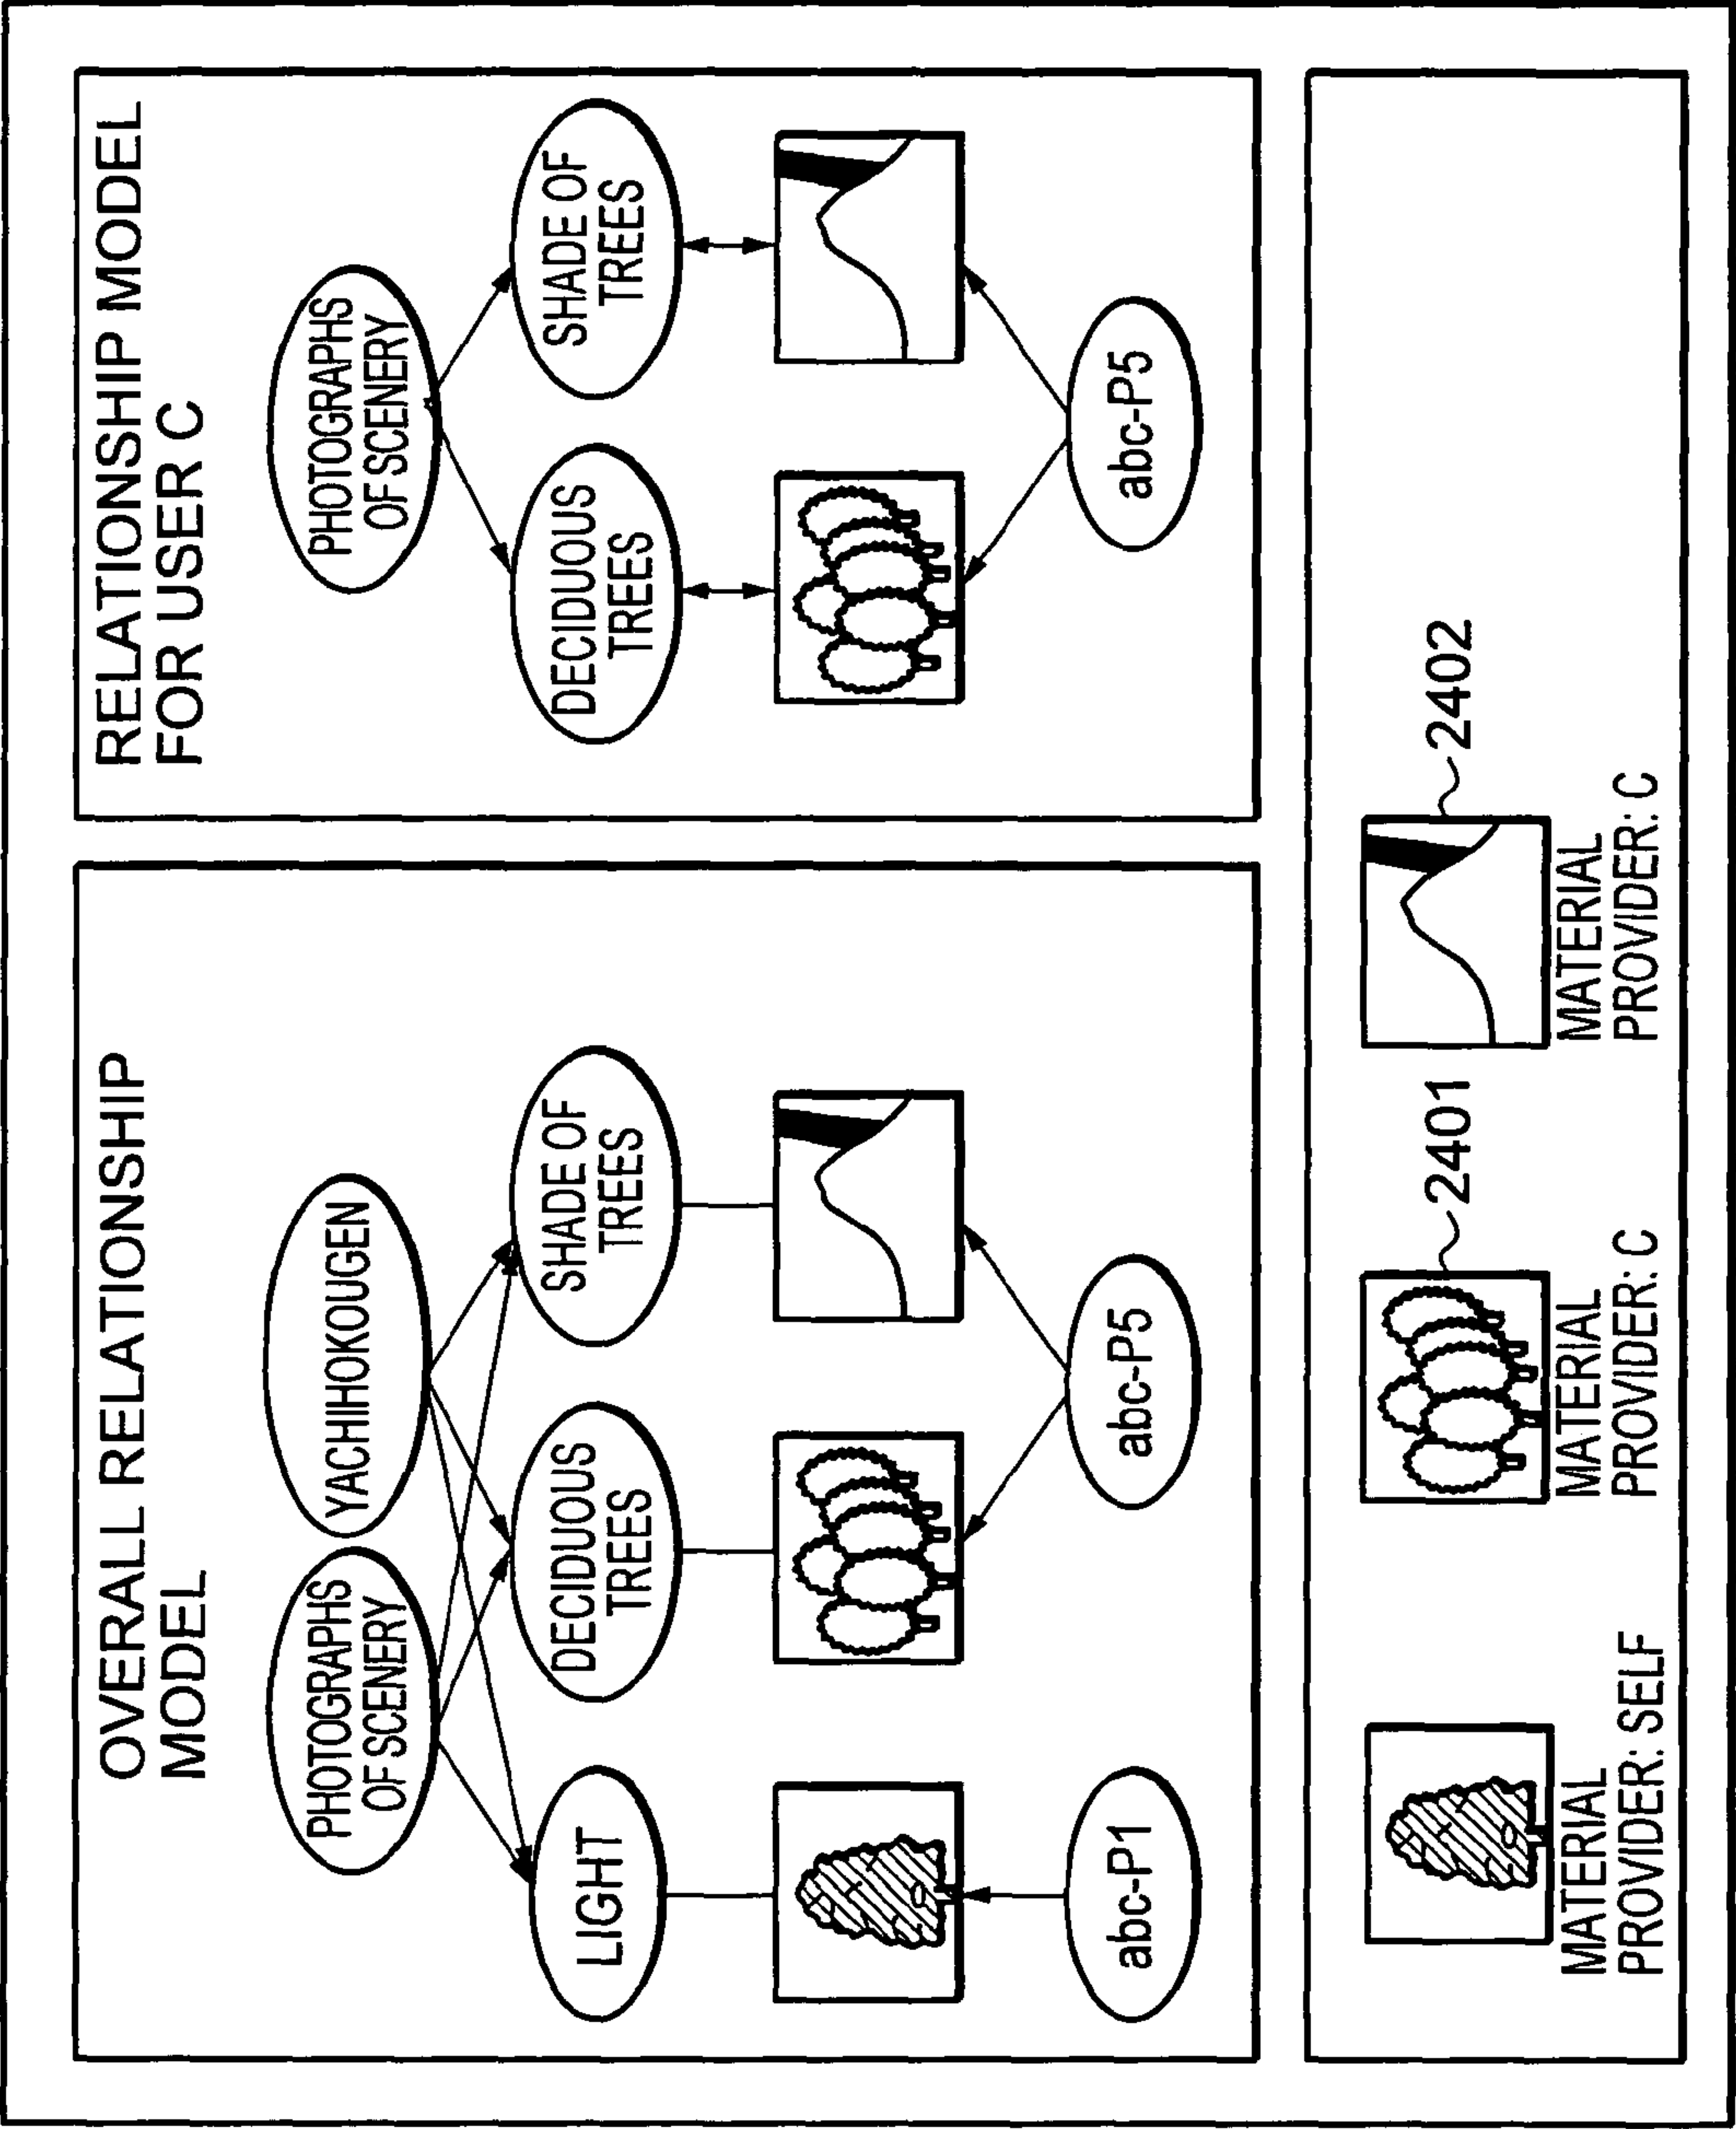 OVERALL RELATIONSHIP
MODEL
PHOTOGRAPHS
OF SCENERY
YACHIHOKOUGEN
LIGHT
DECIDUOUS
TREES
SHADE OF
TREES
abc-P1
abc-P5
RELATIONSHIP MODEL
FOR USER C
PHOTOGRAPHS
OF SCENERY
DECIDUOUS
TREES
SHADE OF
TREES
abc-P5
MATERIAL
PROVIDER: SELF
2401
MATERIAL
PROVIDER: C
2402
MATERIAL
PROVIDER: C